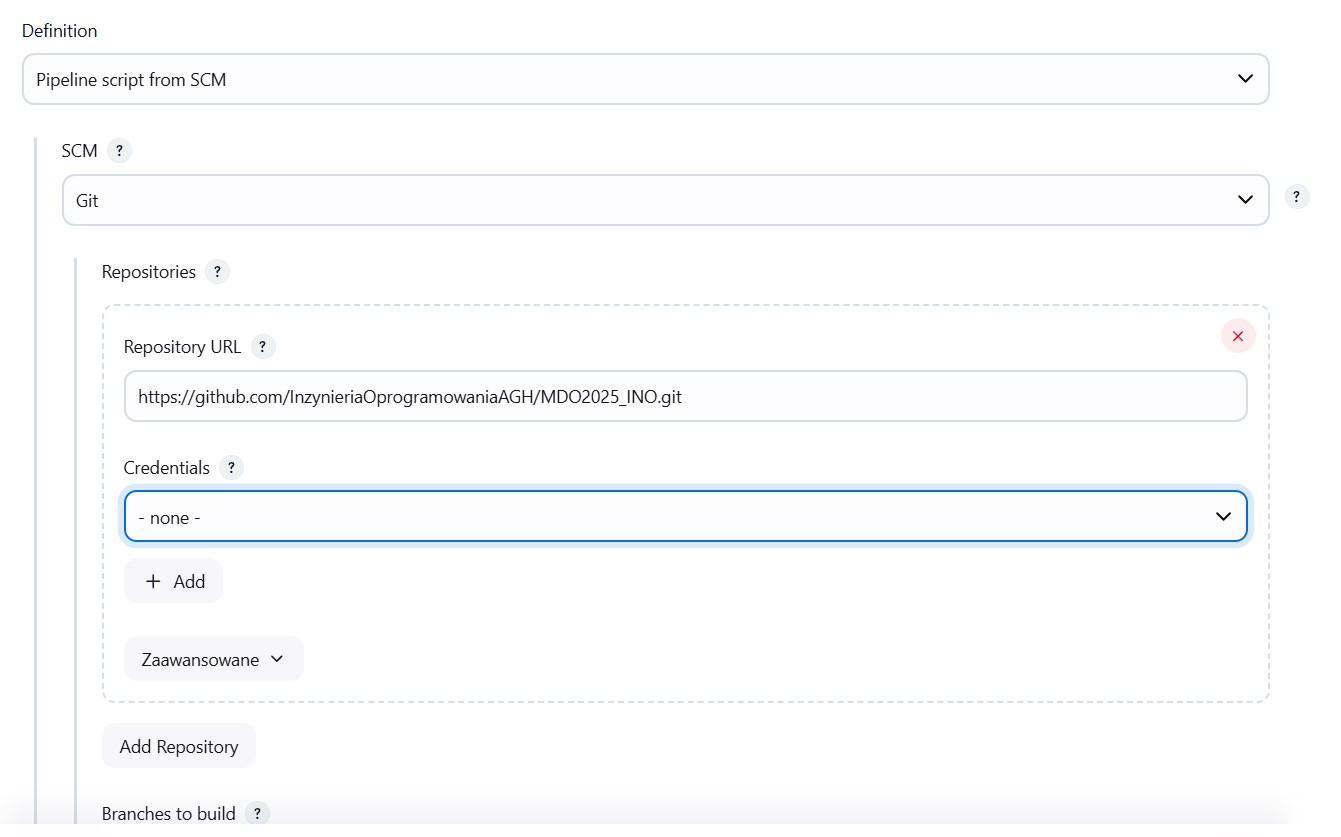 Definition
Pipeline script from SCM
SCM ?
Git
?
Repositories ?
Repository URL ?
https://github.com/InzynieriaOprogramowaniaAGH/MDO2025_INO.git
Credentials ?
- none -
+ Add
Zaawansowane
Add Repository
Branches to build ?